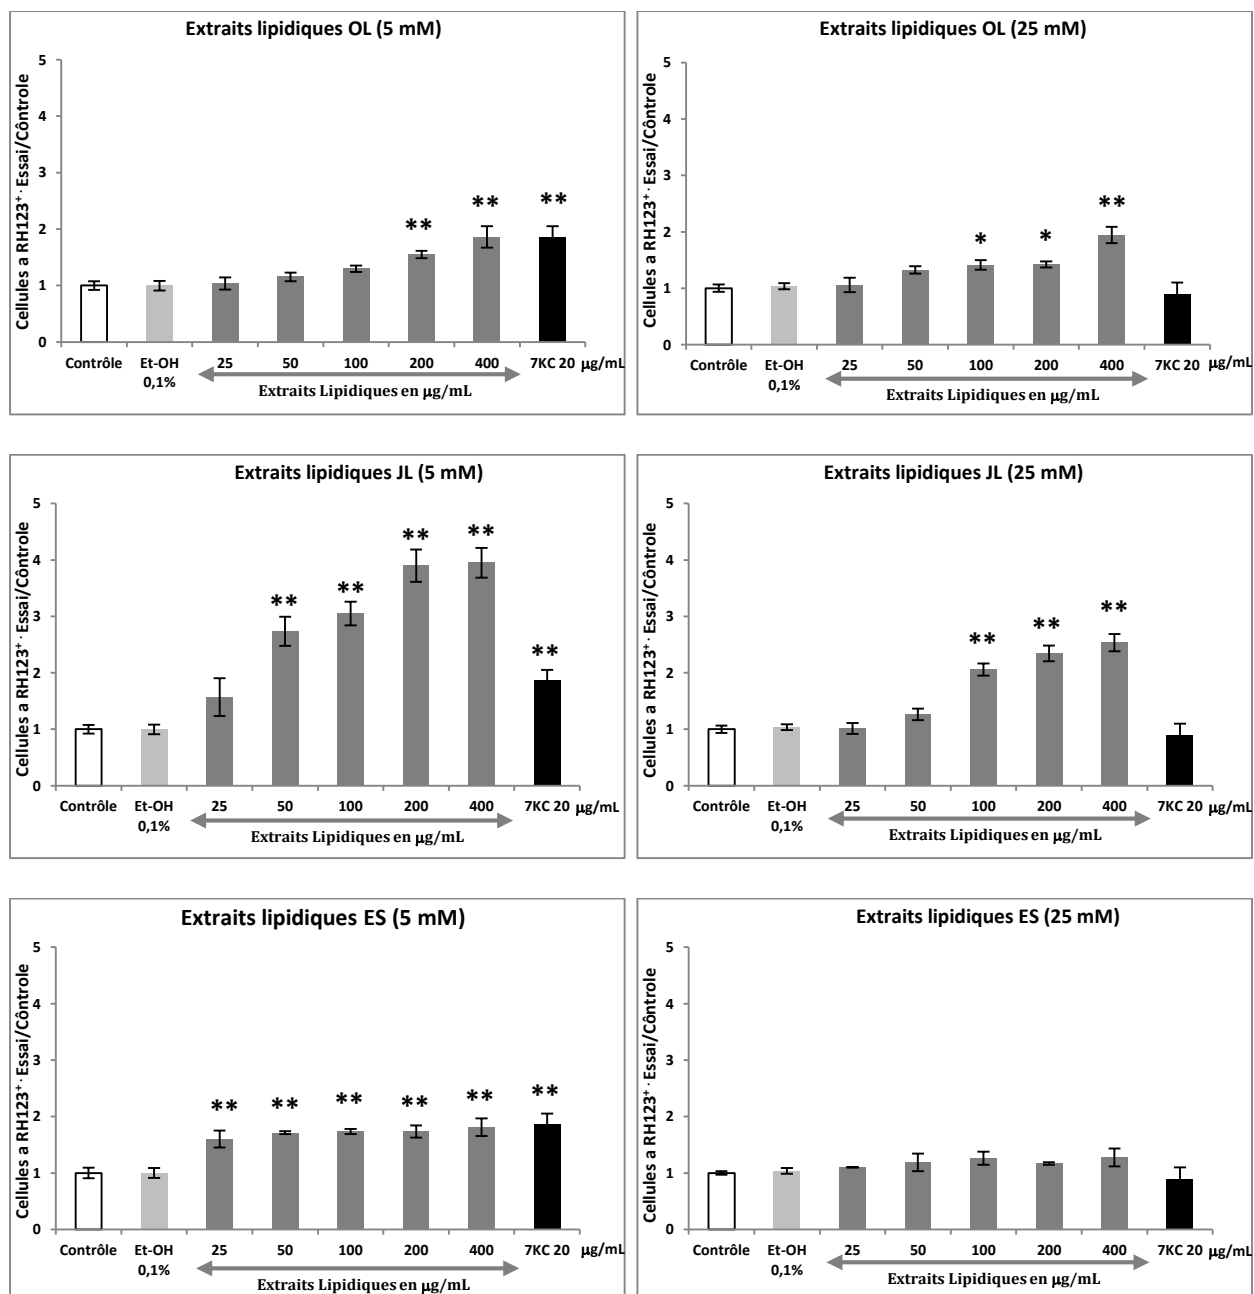 Extraits lipidiques OL (5 mM)
Cellules a RH123⁺· Essai/Côntrole
5
4
3
2
1
0
Contrôle Et-OH 25 50 100 200 400 7KC 20 µg/mL
0,1%
Extraits Lipidiques en µg/mL
** ** **
Extraits lipidiques OL (25 mM)
Cellules a RH123⁺· Essai/Côntrole
5
4
3
2
1
0
Contrôle Et-OH 25 50 100 200 400 7KC 20 µg/mL
0,1%
Extraits Lipidiques en µg/mL
* * **
Extraits lipidiques JL (5 mM)
Cellules a RH123⁺· Essai/Côntrole
5
4
3
2
1
0
Contrôle Et-OH 25 50 100 200 400 7KC 20 µg/mL
0,1%
Extraits Lipidiques en µg/mL
** ** ** ** **
Extraits lipidiques JL (25 mM)
Cellules a RH123⁺· Essai/Côntrole
5
4
3
2
1
0
Contrôle Et-OH 25 50 100 200 400 7KC 20 µg/mL
0,1%
Extraits Lipidiques en µg/mL
** ** **
Extraits lipidiques ES (5 mM)
Cellules a RH123⁺· Essai/Côntrole
5
4
3
2
1
0
Contrôle Et-OH 25 50 100 200 400 7KC 20 µg/mL
0,1%
Extraits Lipidiques en µg/mL
** ** ** ** ** **
Extraits lipidiques ES (25 mM)
Cellules a RH123⁺· Essai/Côntrole
5
4
3
2
1
0
Contrôle Et-OH 25 50 100 200 400 7KC 20 µg/mL
0,1%
Extraits Lipidiques en µg/mL